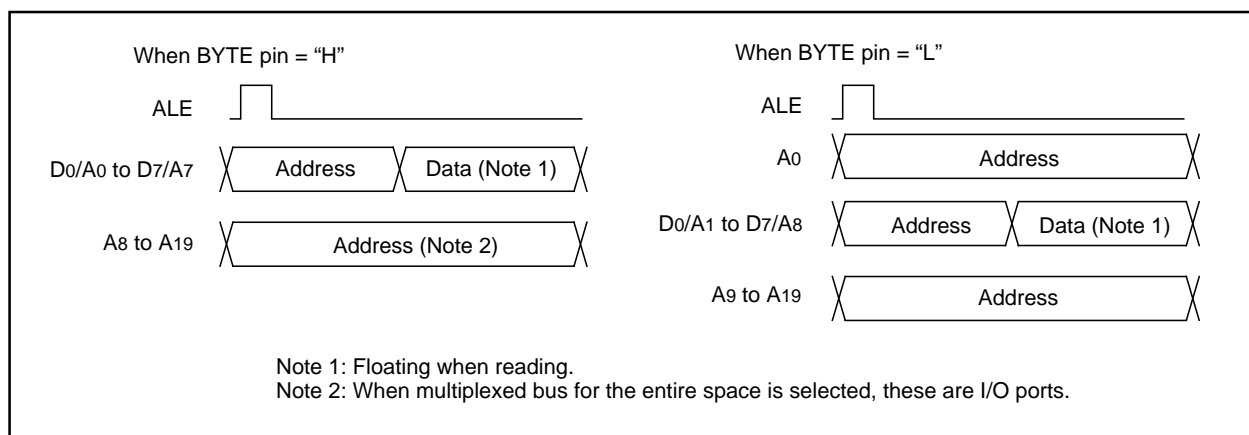 When BYTE pin = “H”
ALE
D0/A0 to D7/A7
Address
Data (Note 1)
A8 to A19
Address (Note 2)
When BYTE pin = “L”
ALE
A0
Address
D0/A1 to D7/A8
Address
Data (Note 1)
A9 to A19
Address
Note 1: Floating when reading.
Note 2: When multiplexed bus for the entire space is selected, these are I/O ports.